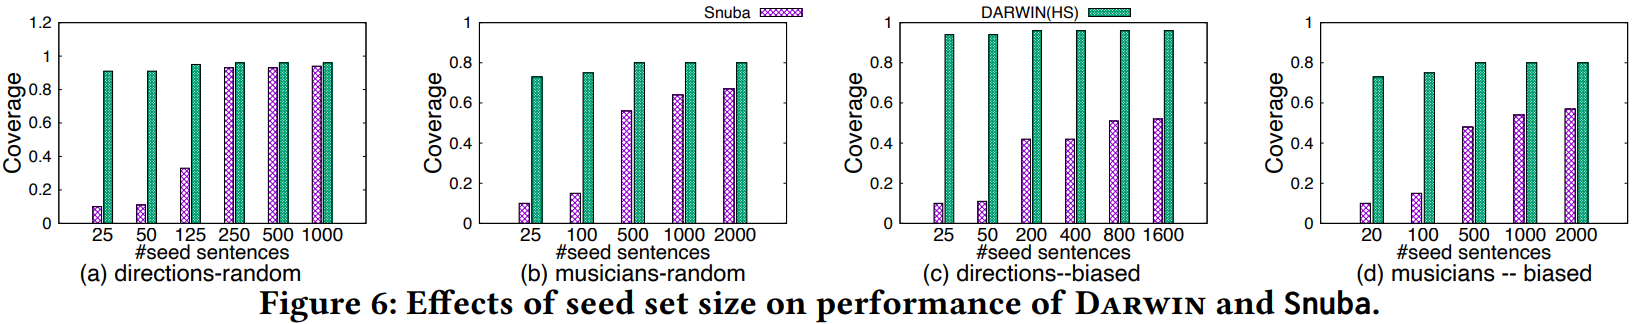 Snuba DARWIN(HS)
Coverage
1.2
1
0.8
0.6
0.4
0.2
0
25 50 125 250 500 1000
#seed sentences
(a) directions-random
Coverage
1
0.8
0.6
0.4
0.2
0
25 100 500 1000 2000
#seed sentences
(b) musicians-random
Coverage
1
0.8
0.6
0.4
0.2
0
25 50 200 400 800 1600
#seed sentences
(c) directions--biased
Coverage
1
0.8
0.6
0.4
0.2
0
20 100 500 1000 2000
#seed sentences
(d) musicians -- biased
Figure 6: Effects of seed set size on performance of DARWIN and Snuba.